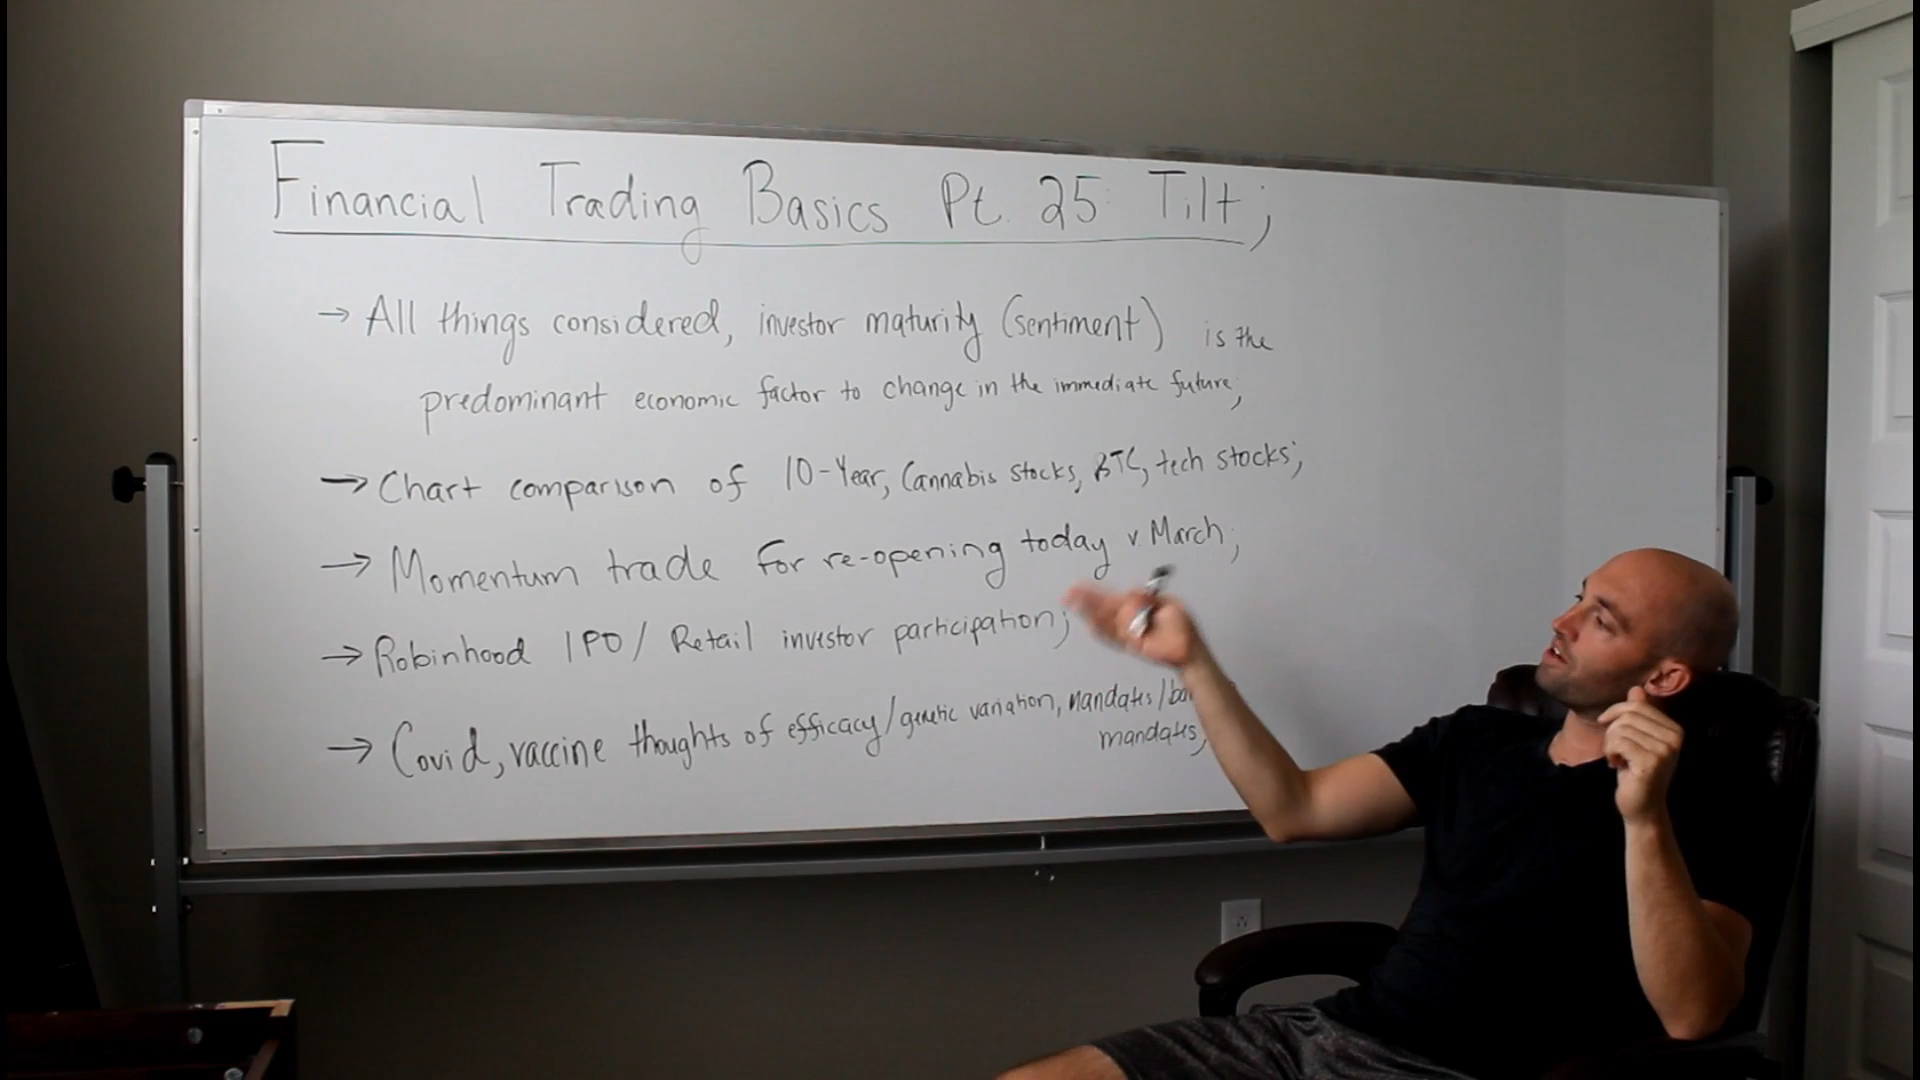 Financial Trading Basics Pt. 25: Tilt;
→ All things considered, investor maturity (sentiment) is the
predominant economic factor to change in the immediate future;
→ Chart comparison of 10-Year, Cannabis stocks, BTC, tech stocks;
→ Momentum trade for re-opening today v. March;
→ Robinhood IPO / Retail investor participation;
→ Covid, vaccine thoughts of efficacy/genetic variation, mandates/
mandates;